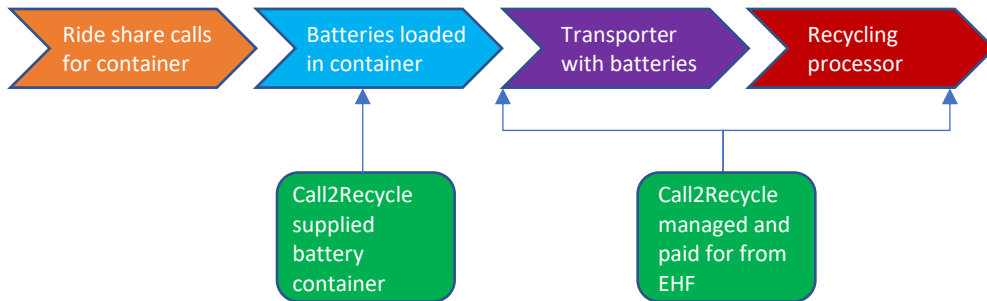 Ride share calls
for container
Batteries loaded
in container
Transporter
with batteries
Recycling
processor
Call2Recycle
supplied
battery
container
Call2Recycle
managed and
paid for from
EHF